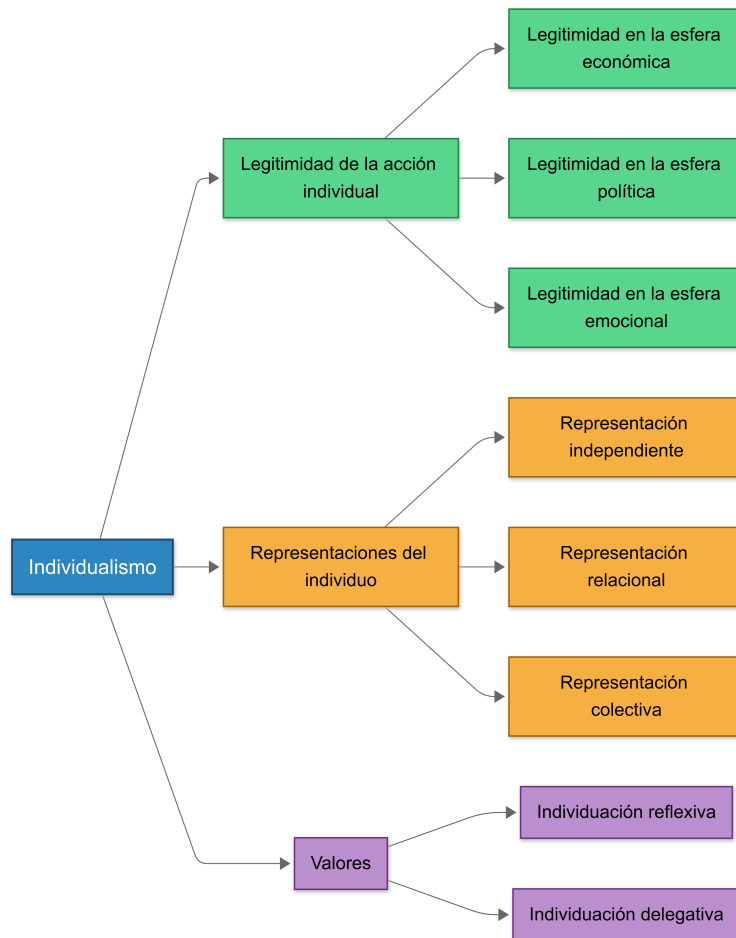 Legitimidad en la esfera
económica
Legitimidad de la acción
individual
Legitimidad en la esfera
política
Legitimidad en la esfera
emocional
Representación
independiente
Individualismo
Representaciones del
individuo
Representación
relacional
Representación
colectiva
Individuación reflexiva
Valores
Individuación delegativa